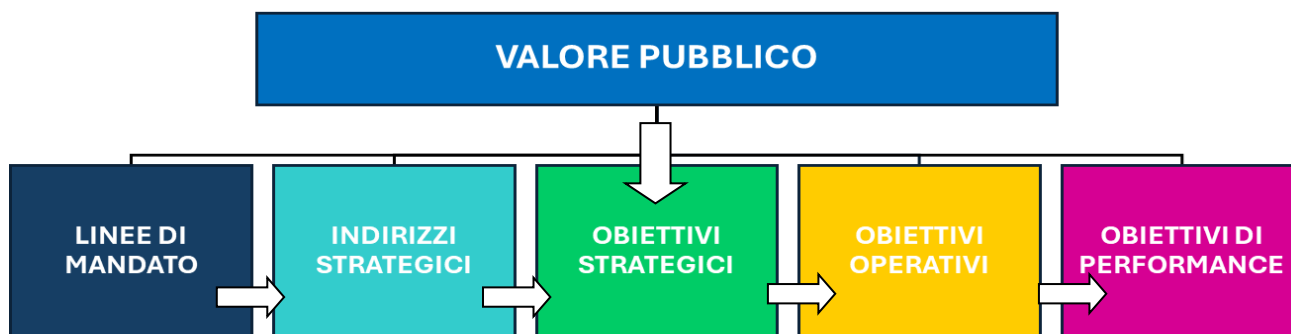 VALORE PUBBLICO
LINEE DI
MANDATO
INDIRIZZI
STRATEGICI
OBIETTIVI
STRATEGICI
OBIETTIVI
OPERATIVI
OBIETTIVI DI
PERFORMANCE